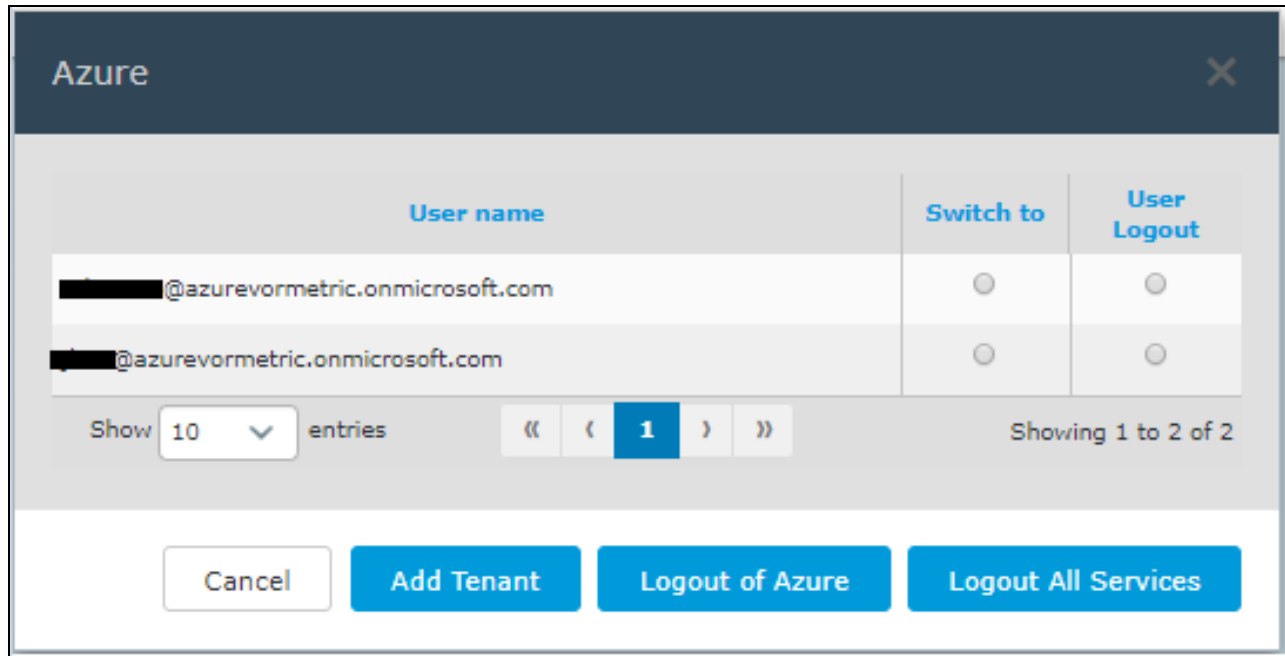 Azure
User name
Switch to
User
Logout
@azurevormetric.onmicrosoft.com
@azurevormetric.onmicrosoft.com
Show 10 entries
« ‹ 1 › »
Showing 1 to 2 of 2
Cancel
Add Tenant
Logout of Azure
Logout All Services